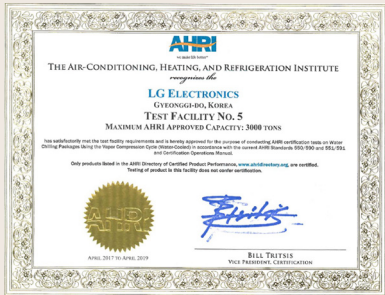 AHRI
we make life better®
THE AIR-CONDITIONING, HEATING, AND REFRIGERATION INSTITUTE
recognizes the
LG ELECTRONICS
GYEONGGI-DO, KOREA
TEST FACILITY NO. 5
MAXIMUM AHRI APPROVED CAPACITY: 3000 TONS
has satisfactorily met the test facility requirements and is hereby approved for the purpose of conducting AHRI certification tests on Water
Chilling Packages Using the Vapor Compression Cycle (Water-Cooled) in accordance with the current AHRI Standards 550/590 and 551/591
and Certification Operations Manual.
Only products listed in the AHRI Directory of Certified Product Performance, www.ahridirectory.org, are certified.
Testing of product in this facility does not confer certification.
AHRI
APRIL 2017 TO APRIL 2019
BILL TRITSIS
VICE PRESIDENT, CERTIFICATION